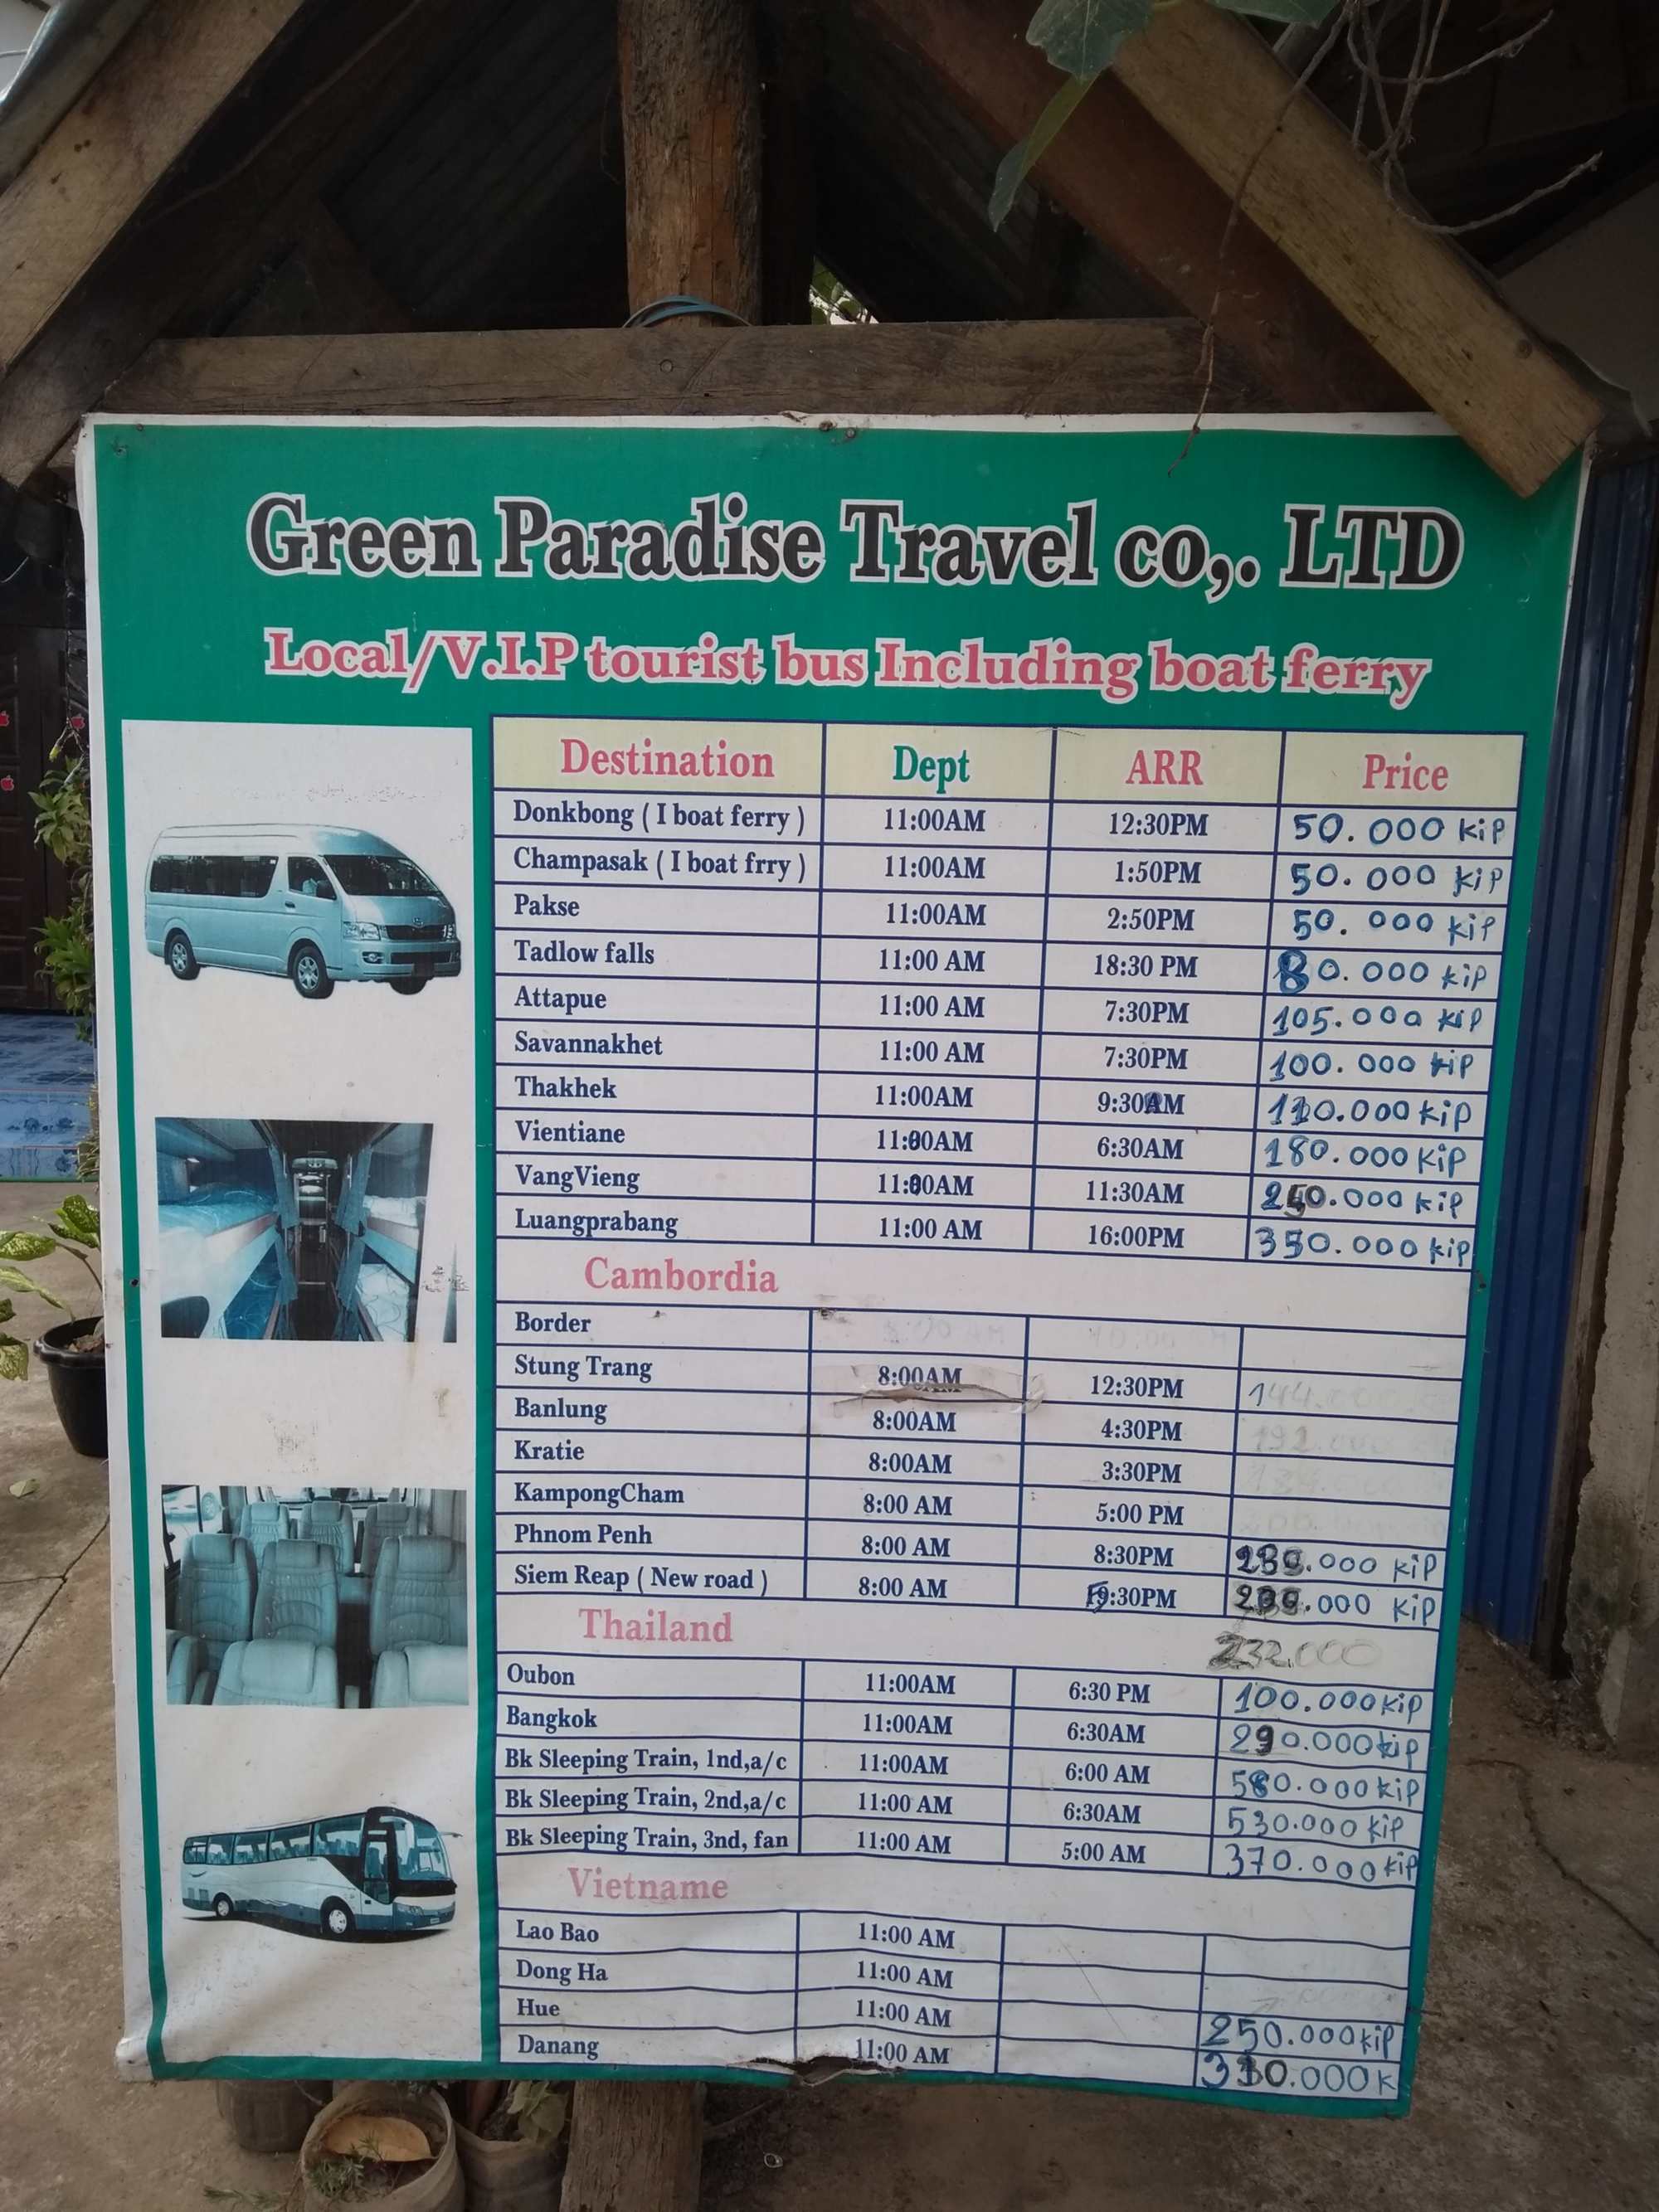 Green Paradise Travel co,. LTD
Local/V.I.P tourist bus Including boat ferry
Destination Dept ARR Price
Donkbong ( I boat ferry ) 11:00AM 12:30PM 50.000 kip
Champasak ( I boat frry ) 11:00AM 1:50PM 50.000 kip
Pakse 11:00AM 2:50PM 50.000 kip
Tadlow falls 11:00 AM 18:30 PM 80.000 kip
Attapue 11:00 AM 7:30PM 105.000 kip
Savannakhet 11:00 AM 7:30PM 100.000 kip
Thakhek 11:00AM 9:30AM kip
Vientiane 11:00AM 6:30AM 180.000 kip
VangVieng 11:00AM 11:30AM kip
Luangprabang 11:00 AM 16:00PM 350.000 kip
Cambordia
Border
Stung Trang 8:00AM 12:30PM
Banlung 8:00AM 4:30PM
Kratie 8:00AM 3:30PM
KampongCham 8:00 AM 5:00 PM
Phnom Penh 8:00 AM 8:30PM kip
Siem Reap ( New road ) 8:00 AM kip
Thailand 232.000
Oubon 11:00AM 6:30 PM 100.000 kip
Bangkok 11:00AM 6:30AM 290.000 kip
Bk Sleeping Train, 1nd,a/c 11:00AM 6:00 AM 580.000 kip
Bk Sleeping Train, 2nd,a/c 11:00 AM 6:30AM 530.000 kip
Bk Sleeping Train, 3nd, fan 11:00 AM 5:00 AM 370.000 kip
Vietname
Lao Bao 11:00 AM
Dong Ha 11:00 AM
Hue 11:00 AM 250.000 kip
Danang 11:00 AM